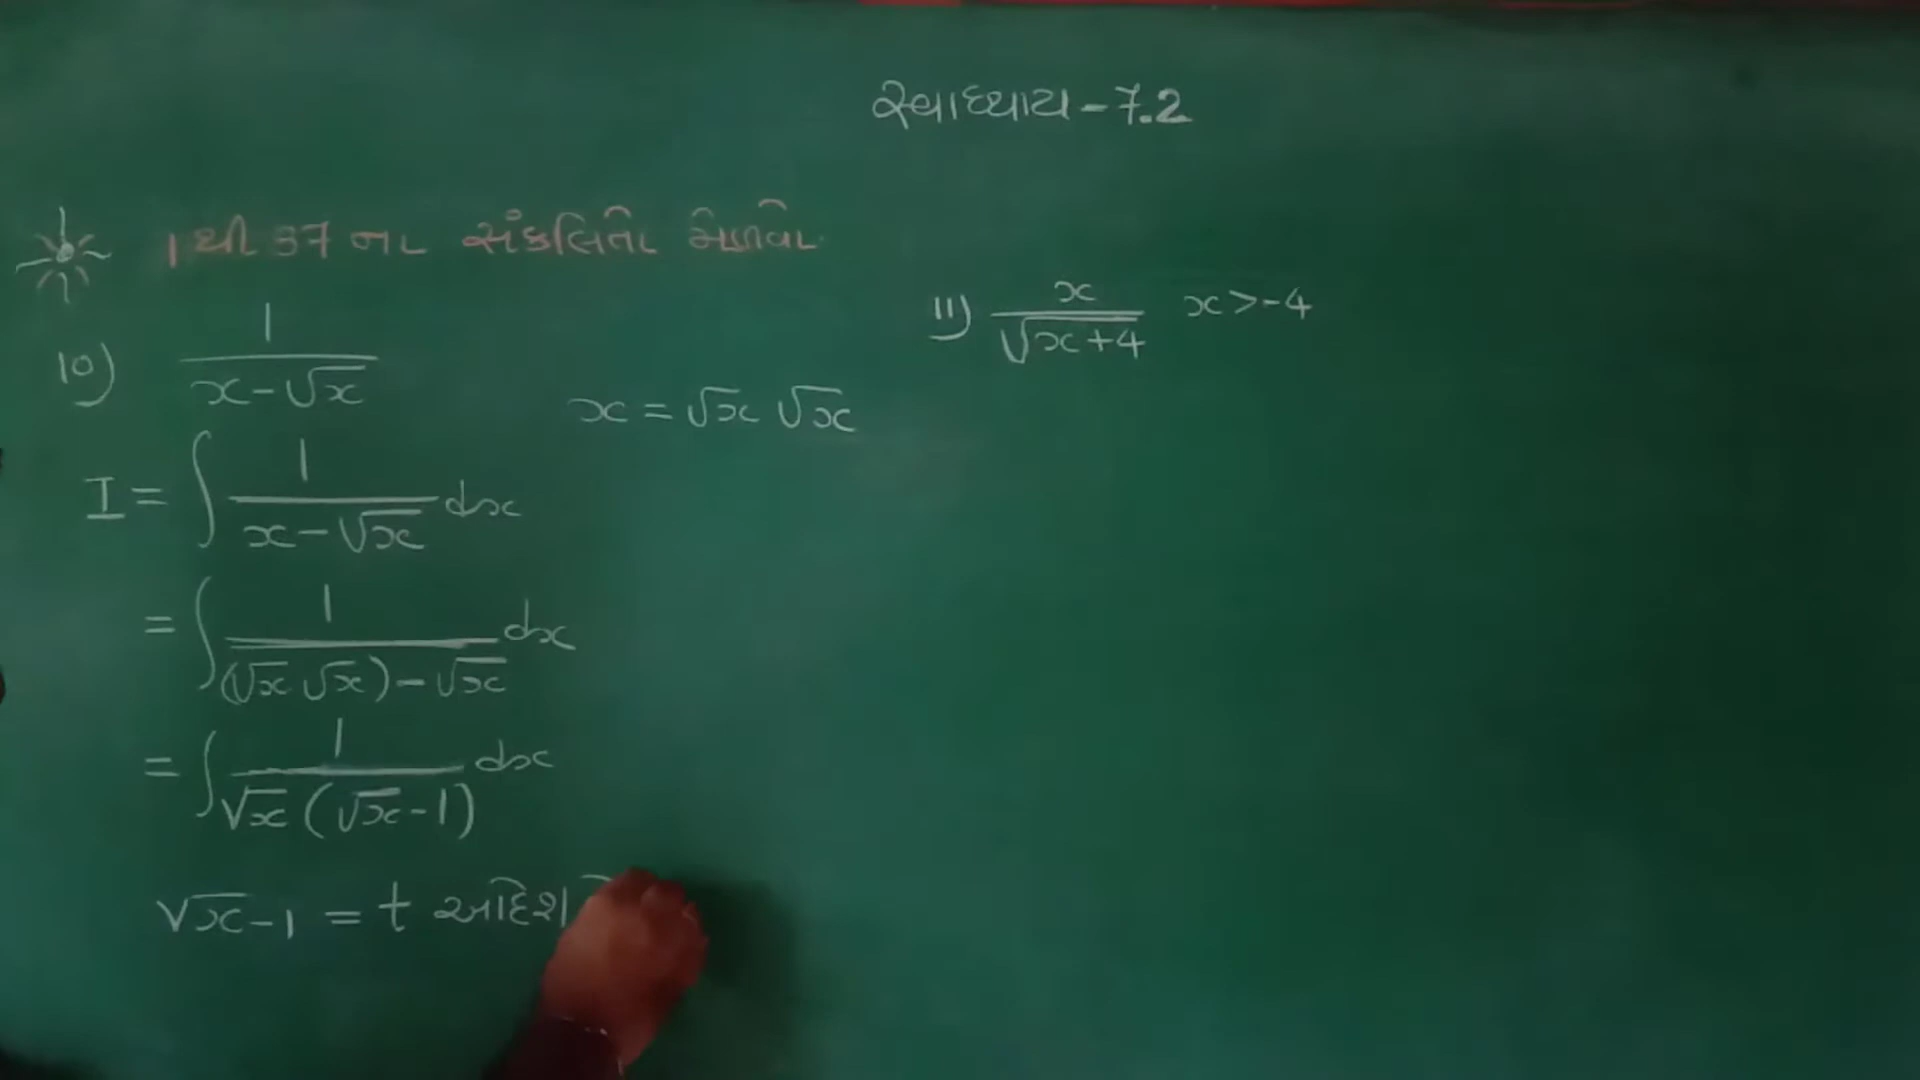 સ્વાધ્યાય - 7.2
1 થી 37 ના સંકલિતો મેળવો
10) 1/(x-√x)
x = √x √x
I = ∫ 1/(x-√x) dx
= ∫ 1/((√x √x)-√x) dx
= ∫ 1/(√x (√x-1)) dx
√x-1 = t
11) x/√(x+4) x>-4